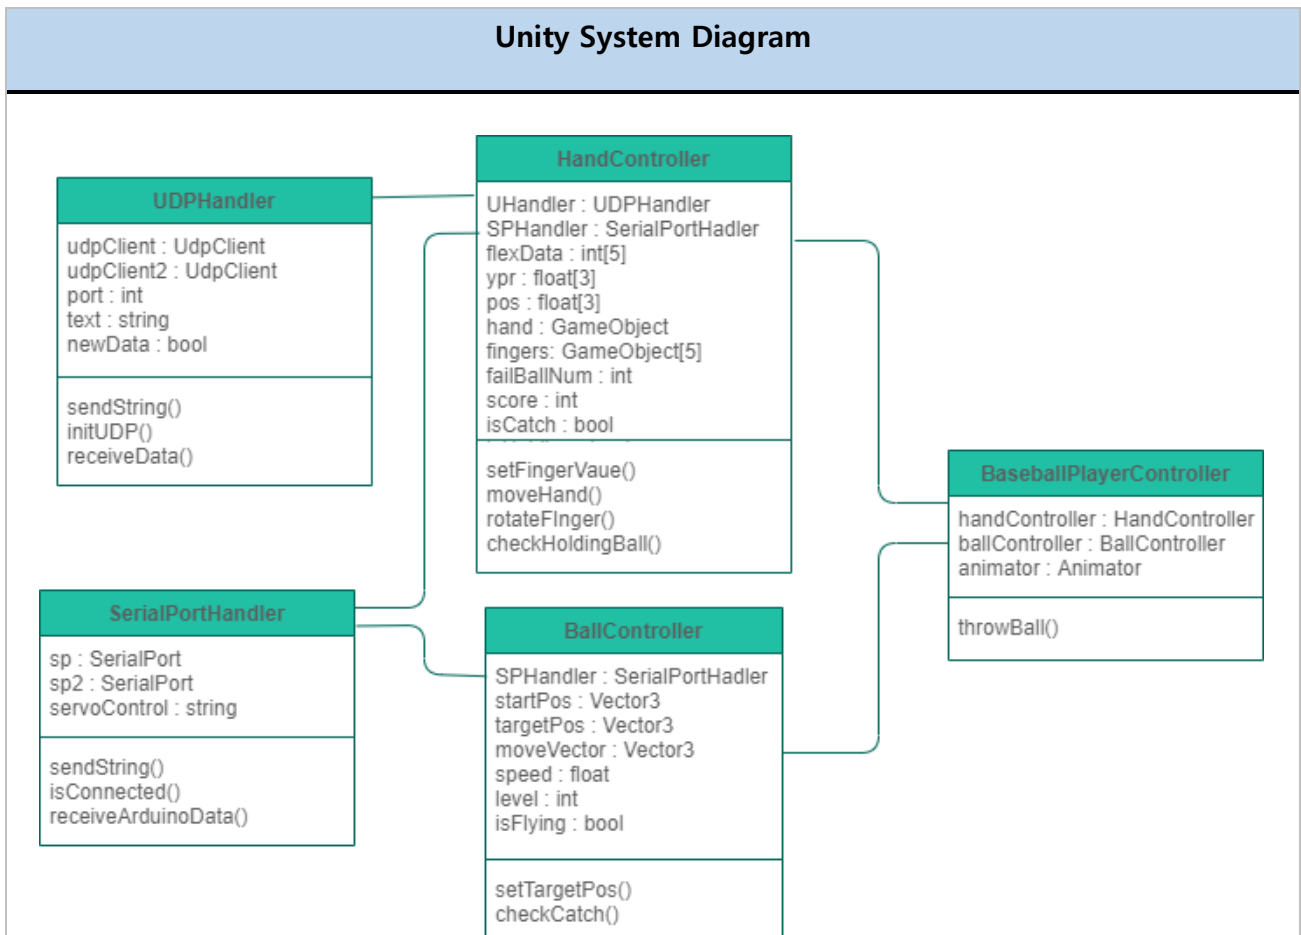 Unity System Diagram
UDPHandler
udpClient : UdpClient
udpClient2 : UdpClient
port : int
text : string
newData : bool
sendString()
initUDP()
receiveData()
HandController
UHandler : UDPHandler
SPHandler : SerialPortHadler
flexData : int[5]
ypr : float[3]
pos : float[3]
hand : GameObject
fingers: GameObject[5]
failBallNum : int
score : int
isCatch : bool
setFingerVaue()
moveHand()
rotateFInger()
checkHoldingBall()
BaseballPlayerController
handController : HandController
ballController : BallController
animator : Animator
throwBall()
SerialPortHandler
sp : SerialPort
sp2 : SerialPort
servoControl : string
sendString()
isConnected()
receiveArduinoData()
BallController
SPHandler : SerialPortHadler
startPos : Vector3
targetPos : Vector3
moveVector : Vector3
speed : float
level : int
isFlying : bool
setTargetPos()
checkCatch()